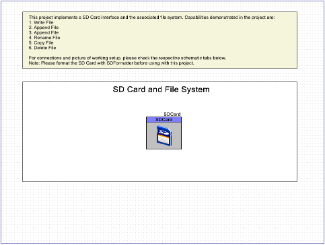 This project implements a SD Card interface and the associated file system. Capabilities demonstrated in the project are:
1. Write File
2. Append File
3. Append File
4. Rename File
5. Copy File
6. Delete File
For connections and picture of working setup, please check the respective schematic tabs below.
Note: Please format the SD Card with SDFormatter before using with this project.
SD Card and File System
SDCard
SDCard